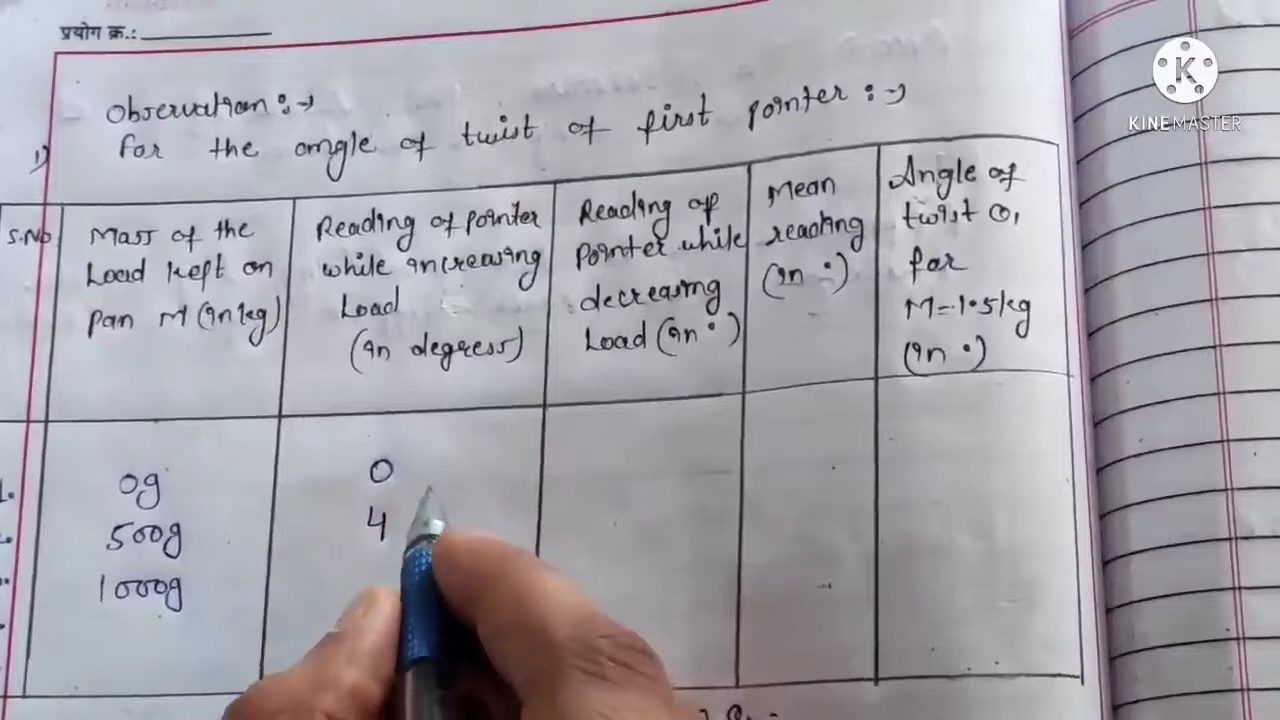 प्रयोग क्र.:
K
KINEMASTER
Observation :->
1) For the angle of twist of first pointer :->
S.No.
Mass of the
Load kept on
pan M (in kg)
Reading of pointer
while increasing
Load
(in degress)
Reading of
Pointer while
decreasing
Load (in °)
Mean
reading
(in °)
Angle of
twist θ,
for
M=1.5kg
(in °)
1.
0g
0
500g
4
1000g